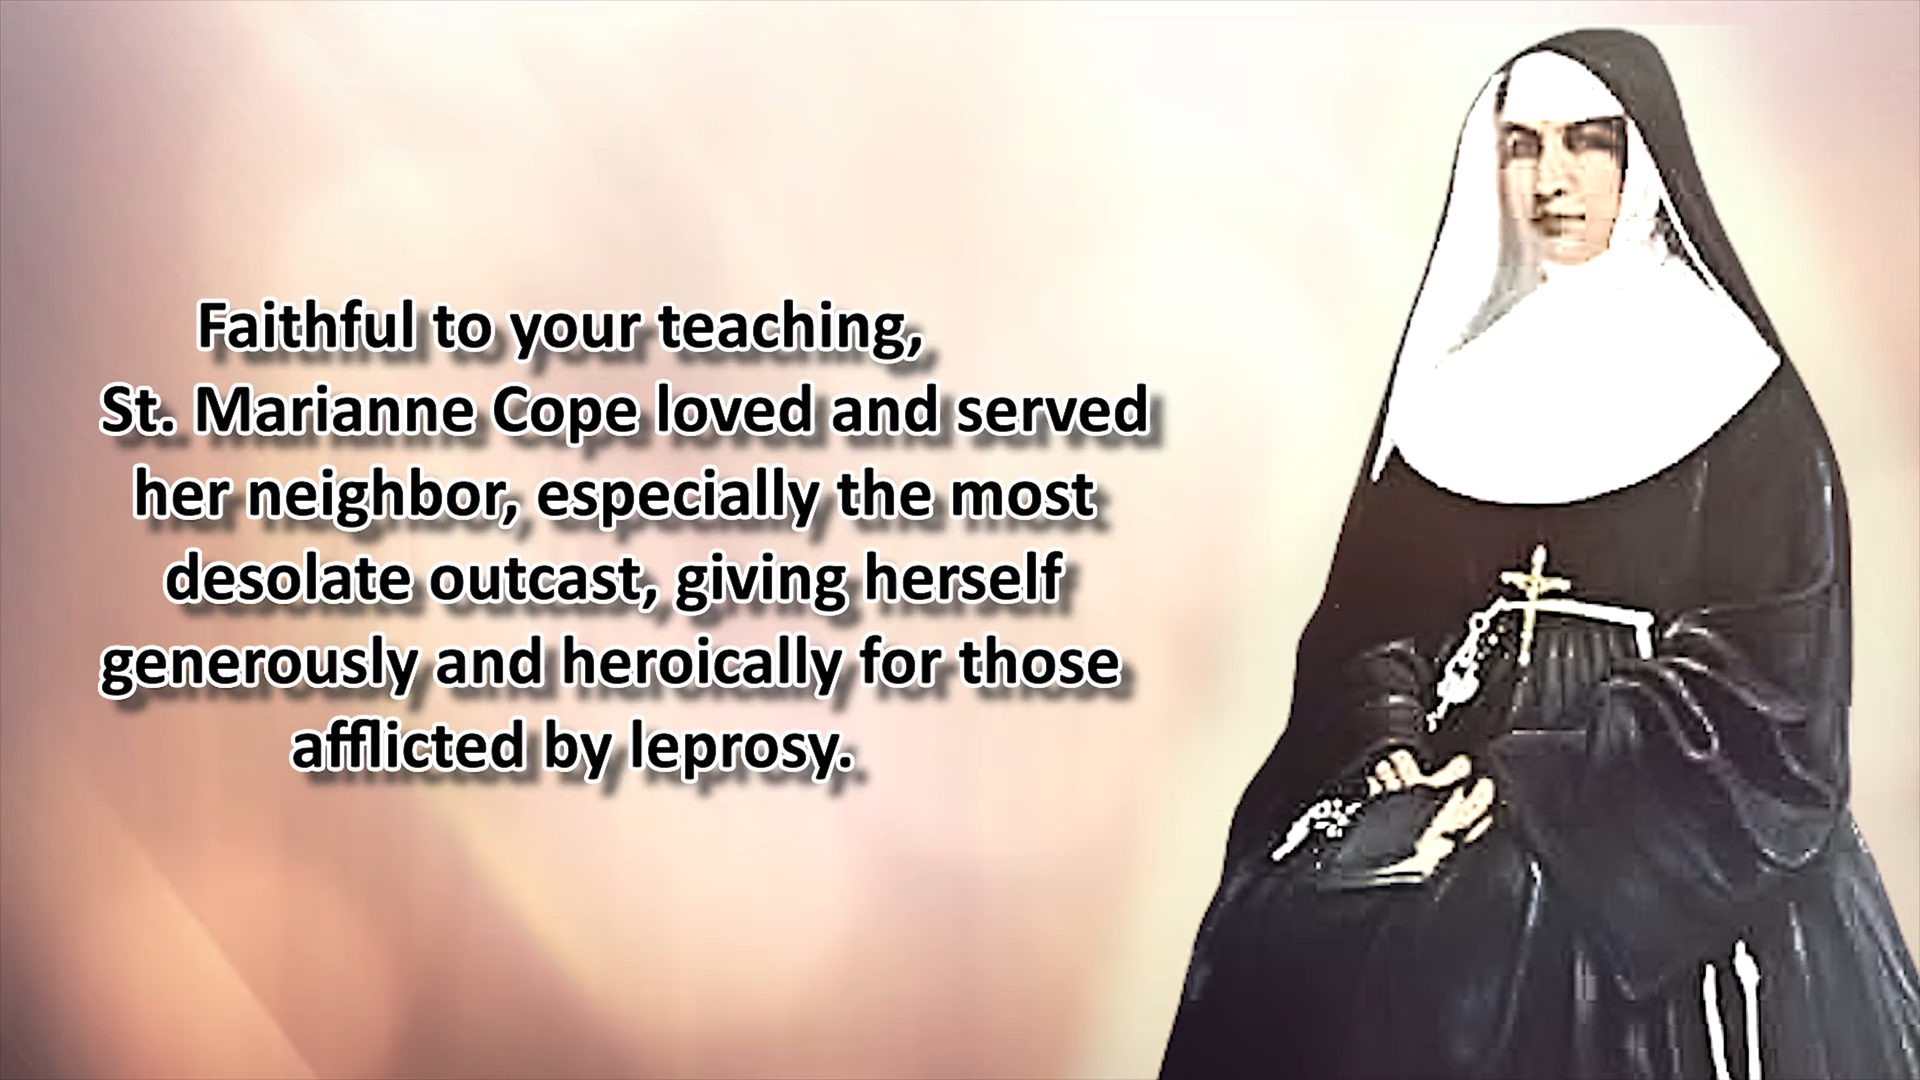 Faithful to your teaching,
St. Marianne Cope loved and served
her neighbor, especially the most
desolate outcast, giving herself
generously and heroically for those
afflicted by leprosy.